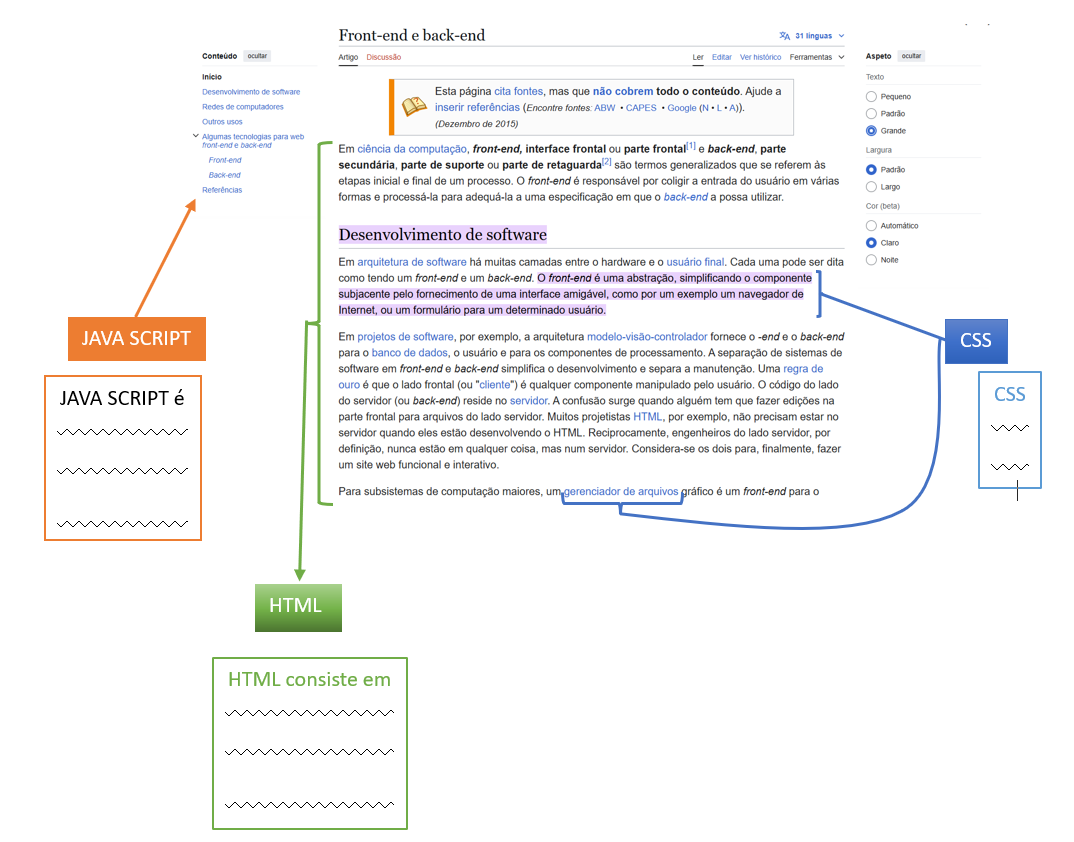 Front-end e back-end
31 línguas
Conteúdo ocultar
Início
Desenvolvimento de software
Redes de computadores
Outros usos
Algumas tecnologias para web
front-end e back-end
Front-end
Back-end
Referências
Artigo Discussão
Ler Editar Ver histórico Ferramentas
Esta página cita fontes, mas que não cobrem todo o conteúdo. Ajude a
inserir referências (Encontre fontes: ABW • CAPES • Google (N • L • A)).
(Dezembro de 2015)
Em ciência da computação, front-end, interface frontal ou parte frontal[1] e back-end, parte
secundária, parte de suporte ou parte de retaguarda[2] são termos generalizados que se referem às
etapas inicial e final de um processo. O front-end é responsável por coligir a entrada do usuário em várias
formas e processá-la para adequá-la a uma especificação em que o back-end a possa utilizar.
Desenvolvimento de software
Em arquitetura de software há muitas camadas entre o hardware e o usuário final. Cada uma pode ser dita
como tendo um front-end e um back-end. O front-end é uma abstração, simplificando o componente
subjacente pelo fornecimento de uma interface amigável, como por um exemplo um navegador de
Internet, ou um formulário para um determinado usuário.
Em projetos de software, por exemplo, a arquitetura modelo-visão-controlador fornece o -end e o back-end
para o banco de dados, o usuário e para os componentes de processamento. A separação de sistemas de
software em front-end e back-end simplifica o desenvolvimento e separa a manutenção. Uma regra de
ouro é que o lado frontal (ou "cliente") é qualquer componente manipulado pelo usuário. O código do lado
do servidor (ou back-end) reside no servidor. A confusão surge quando alguém tem que fazer edições na
parte frontal para arquivos do lado servidor. Muitos projetistas HTML, por exemplo, não precisam estar no
servidor quando eles estão desenvolvendo o HTML. Reciprocamente, engenheiros do lado servidor, por
definição, nunca estão em qualquer coisa, mas num servidor. Considera-se os dois para, finalmente, fazer
um site web funcional e interativo.
Para subsistemas de computação maiores, um gerenciador de arquivos gráfico é um front-end para o
Aspeto ocultar
Texto
Pequeno
Padrão
Grande
Largura
Padrão
Largo
Cor (beta)
Automático
Claro
Noite
JAVA SCRIPT
JAVA SCRIPT é
CSS
CSS
HTML
HTML consiste em